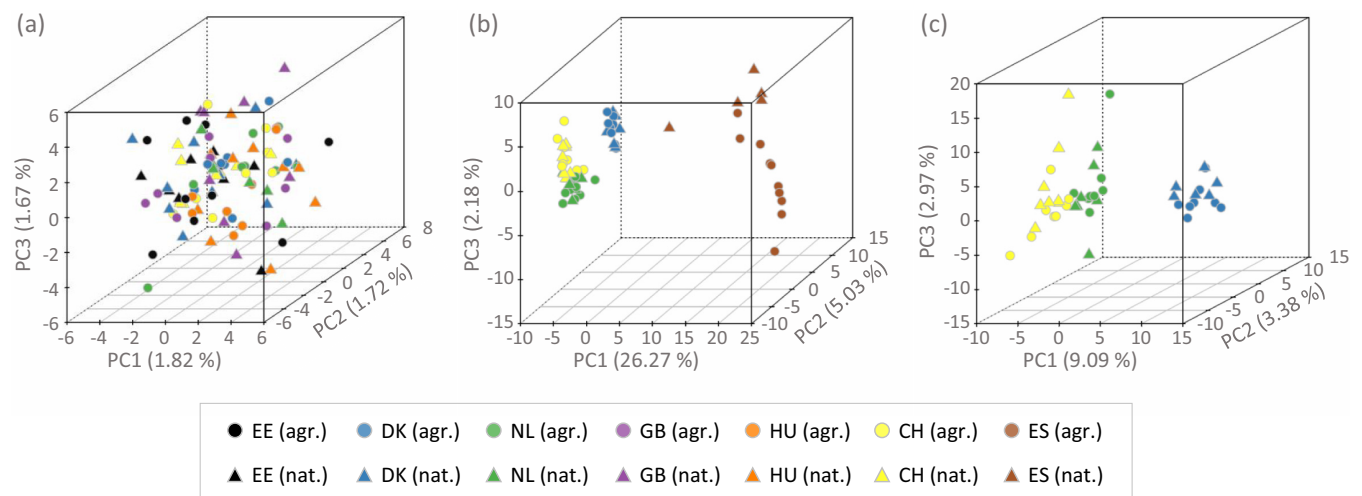 (a)
PC3 (1.67 %)
6
4
2
0
-2
-4
-6
-6 -4 -2 0 2 4 6
PC1 (1.82 %)
-6 -4 -2 0 2 4 6 8
PC2 (1.72 %)
(b)
PC3 (2.18 %)
10
5
0
-5
-10
-15
-10 -5 0 5 10 15 20 25
PC1 (26.27 %)
-10 -5 0 5 10 15
PC2 (5.03 %)
(c)
PC3 (2.97 %)
20
15
10
5
0
-5
-10
-15
-10 -5 0 5 10 15
PC1 (9.09 %)
-10 -5 0 5 10 15
PC2 (3.38 %)
EE (agr.) DK (agr.) NL (agr.) GB (agr.) HU (agr.) CH (agr.) ES (agr.)
EE (nat.) DK (nat.) NL (nat.) GB (nat.) HU (nat.) CH (nat.) ES (nat.)